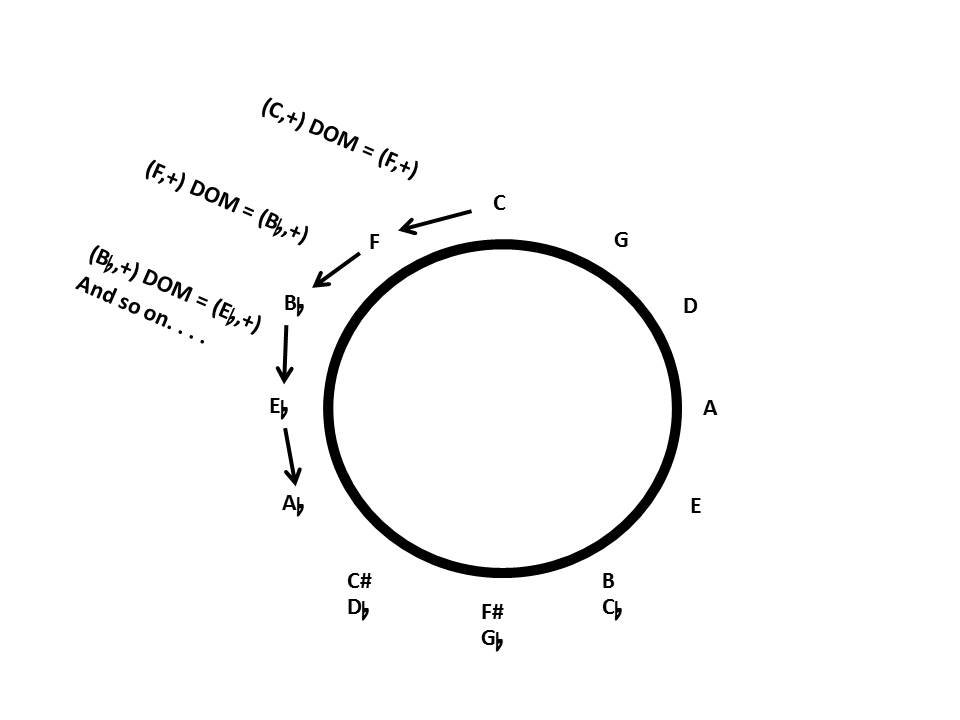 (C,+) DOM = (F,+)
(F,+) DOM = (B♭,+)
(B♭,+) DOM = (E♭,+)
And so on. . . .
C
G
F
D
B♭
A
E♭
E
A♭
C#
D♭
B
C♭
F#
G♭